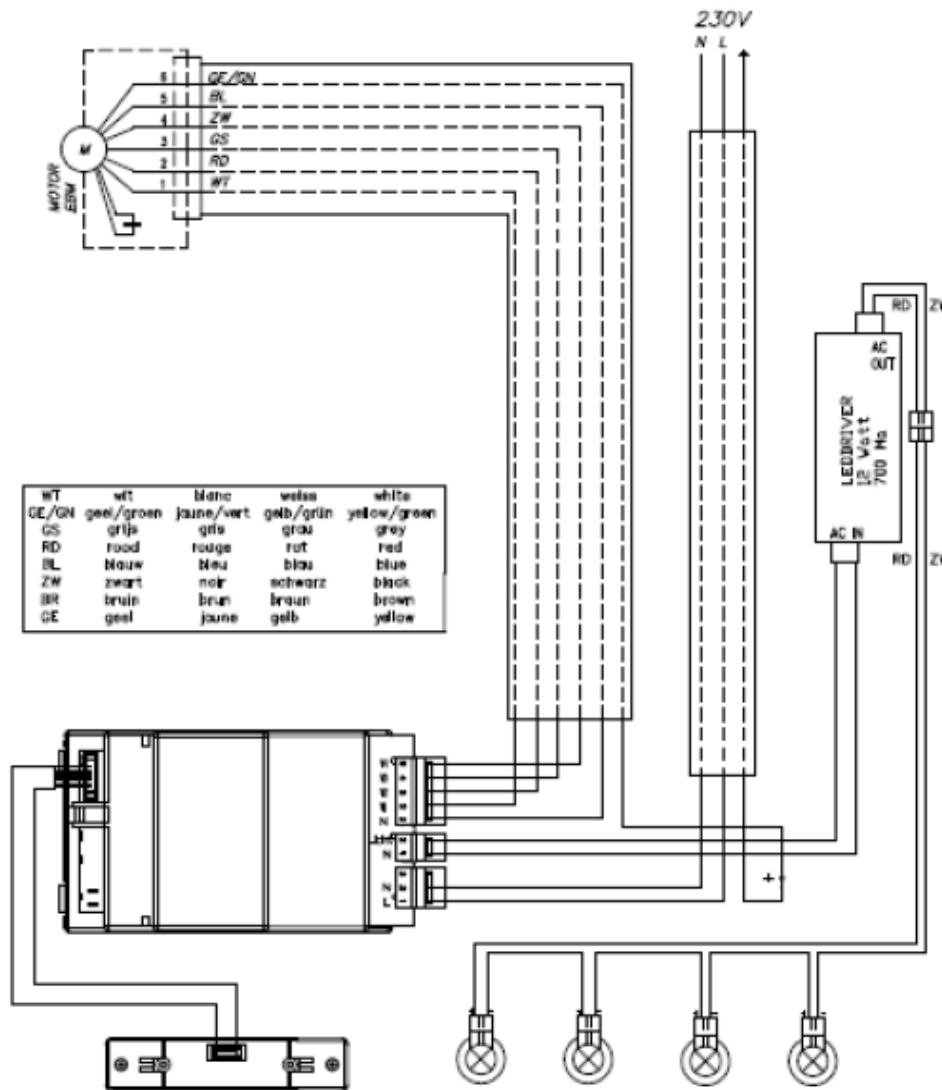 230V
N L
6 GE/GN
5 BL
4 ZW
3 GS
2 RD
1 WT
M
MOTOR
EBM
RD
AC
OUT
LEDDRIVER
12 Watt
700 Ma
AC IN
RD
WT wit blanc weiss white
GE/GN geel/groen jaune/vert gelb/grün yellow/green
GS grijs gris grau grey
RD rood rouge rot red
BL blauw bleu blau blue
ZW zwart noir schwarz black
BR bruin brun braun brown
GE geel jaune gelb yellow
N
N
N
L